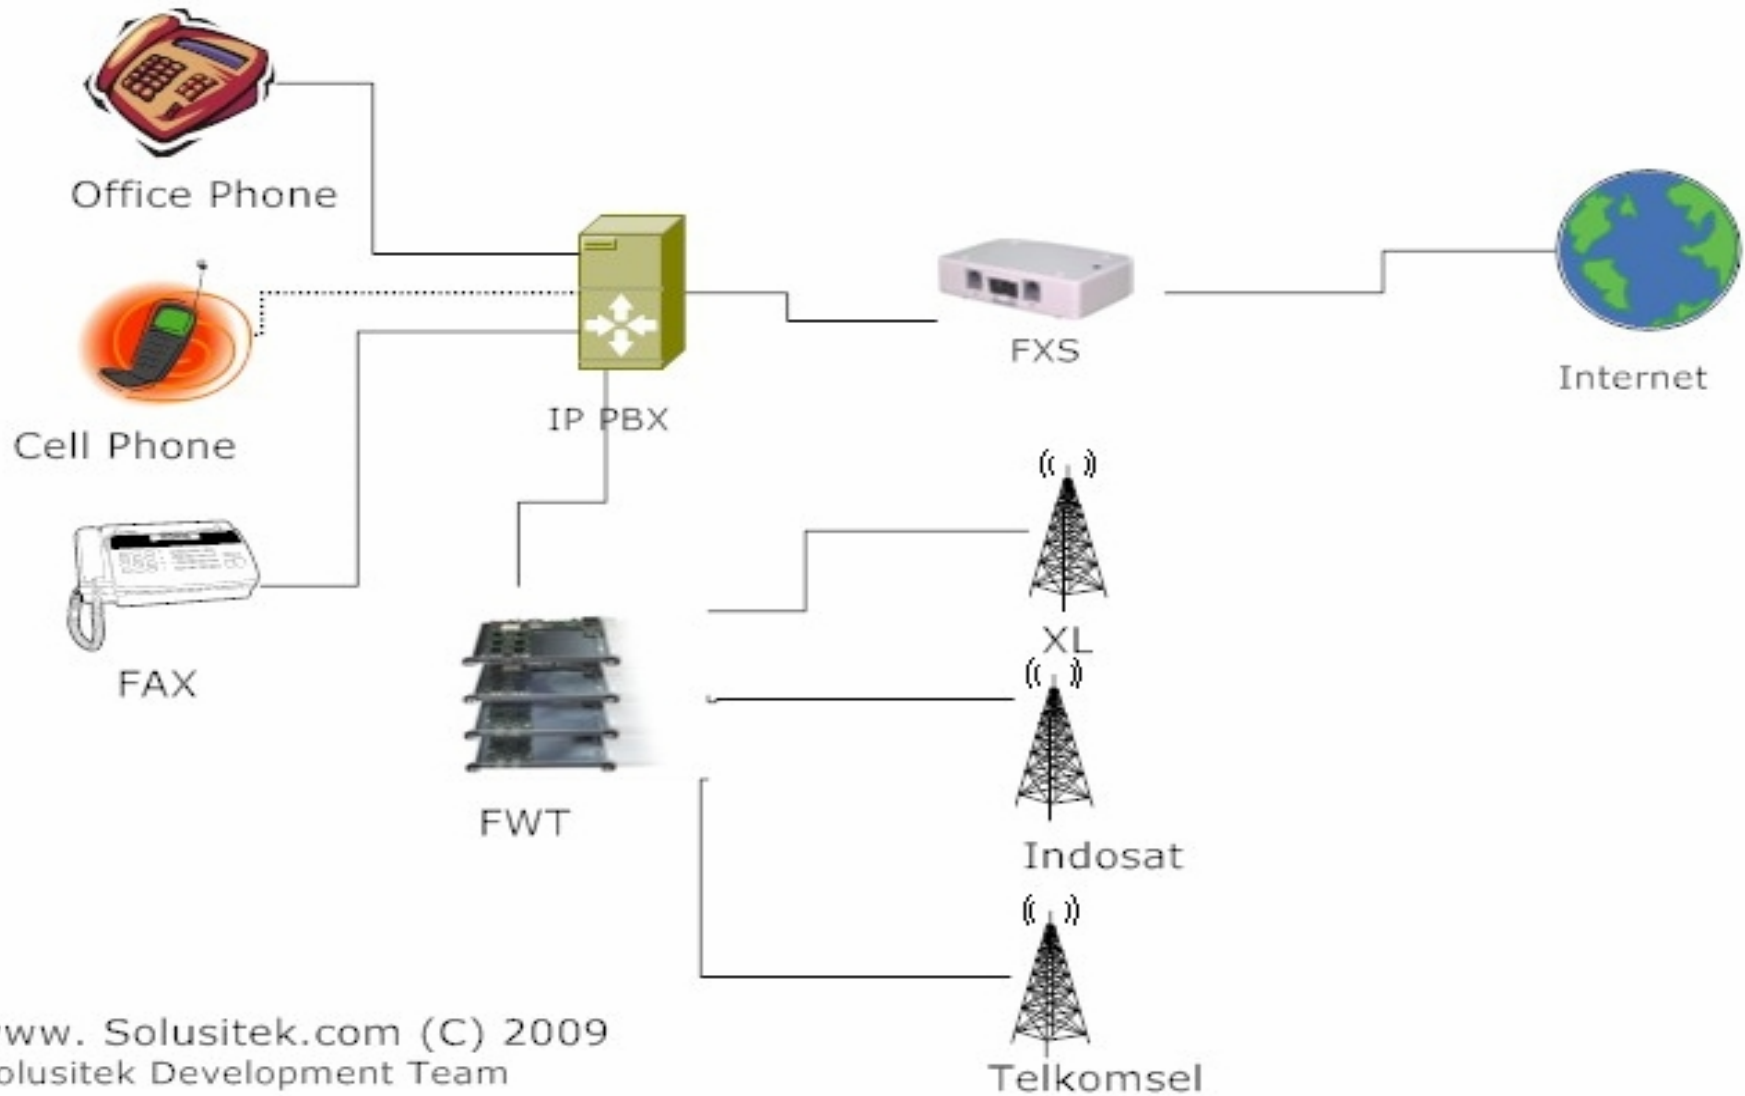 Office Phone
Cell Phone
FAX
IP PBX
FXS
Internet
FWT
XL
Indosat
Telkomsel
ww. Solusitek.com (C) 2009
olusitek Development Team